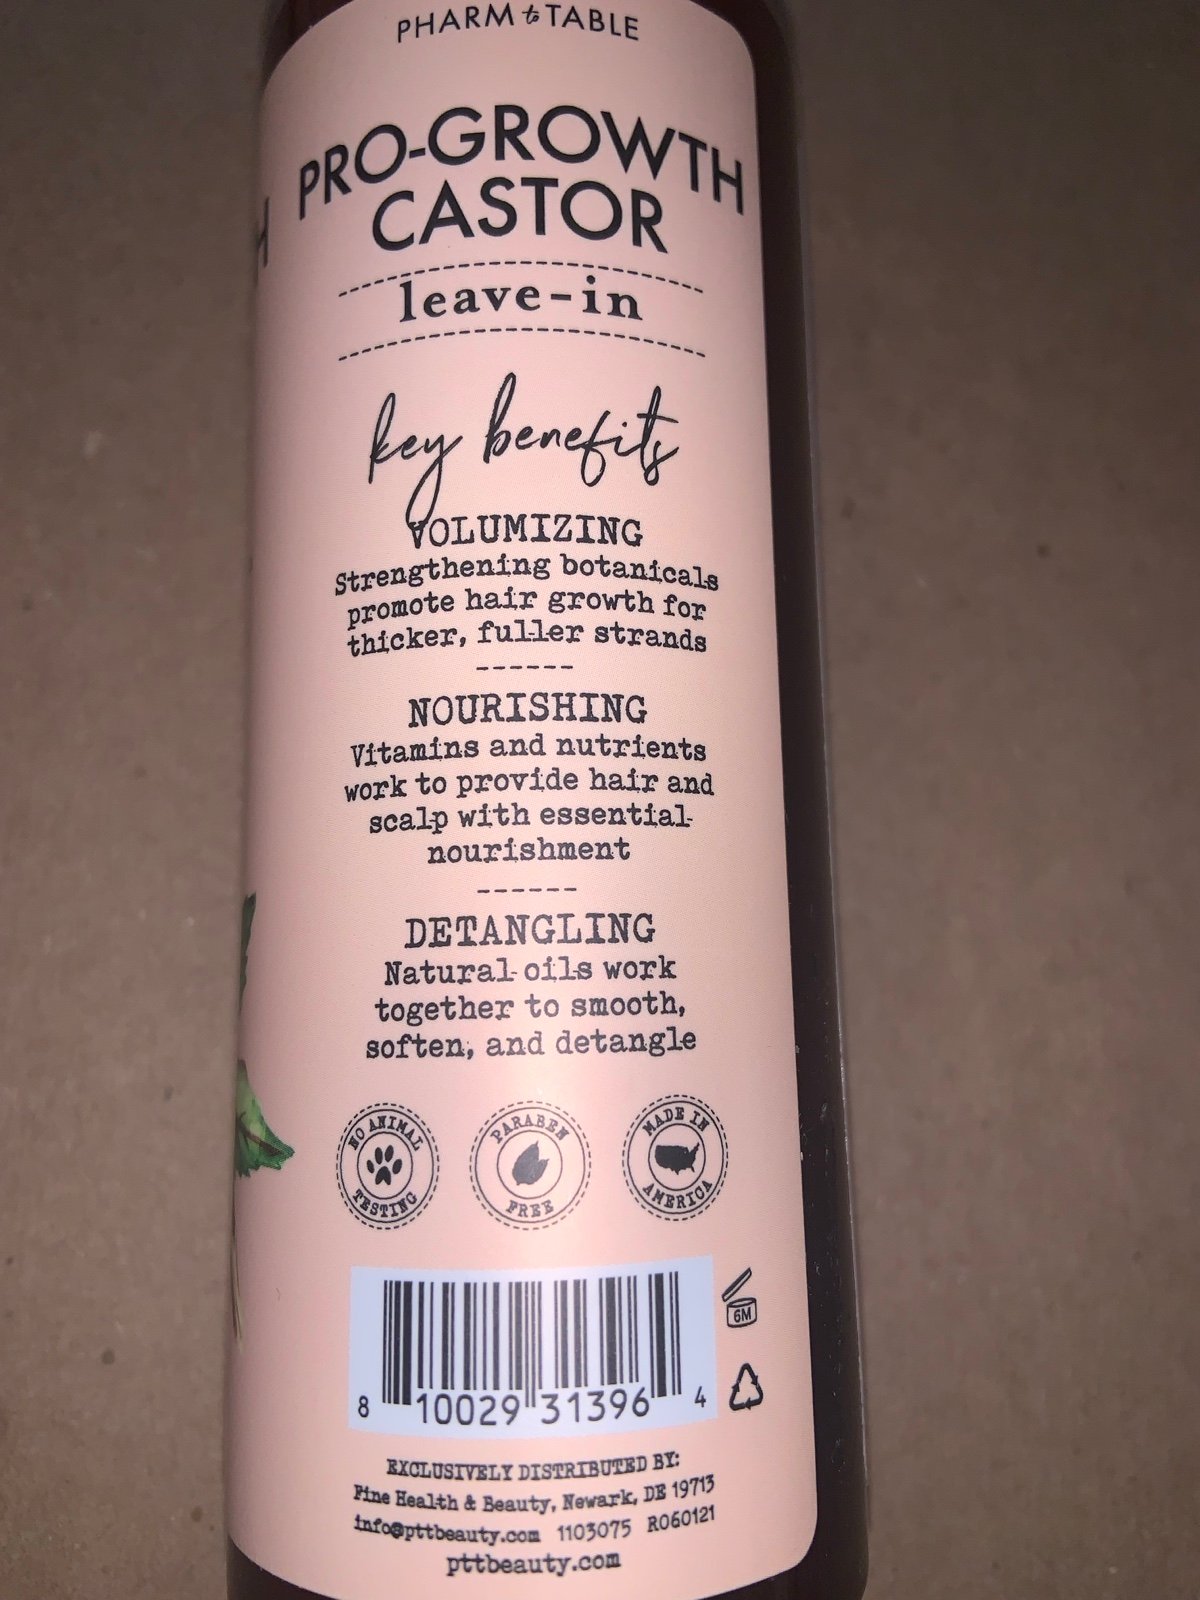 PHARM to TABLE
PRO-GROWTH
CASTOR
leave-in
key benefits
VOLUMIZING
Strengthening botanicals
promote hair growth for
thicker, fuller strands
NOURISHING
Vitamins and nutrients
work to provide hair and
scalp with essential
nourishment
DETANGLING
Natural oils work
together to smooth,
soften, and detangle
NO ANIMAL TESTING
PARABEN FREE
MADE IN AMERICA
6M
8 10029 31396 4
EXCLUSIVELY DISTRIBUTED BY:
Pine Health & Beauty, Newark, DE 19713
info@pttbeauty.com 1103075 R060121
pttbeauty.com
H